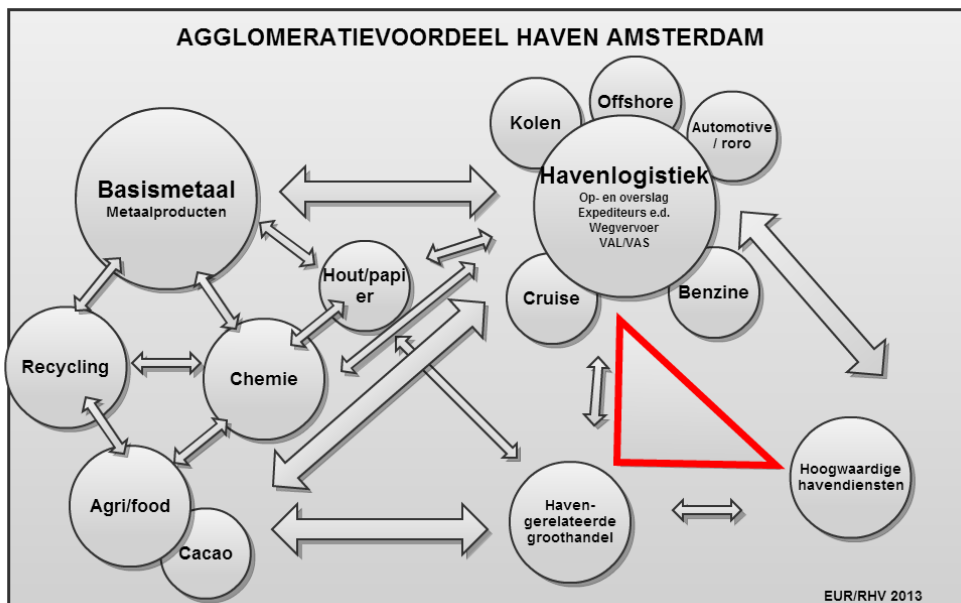 AGGLOMERATIEVOORDEEL HAVEN AMSTERDAM
Kolen
Offshore
Automotive
/ roro
Basismetaal
Metaalproducten
Havenlogistiek
Op- en overslag
Expediteurs e.d.
Wegvervoer
VAL/VAS
Hout/papi
er
Cruise
Benzine
Recycling
Chemie
Agri/food
Cacao
Haven-
gerelateerde
groothandel
Hoogwaardige
havendiensten
EUR/RHV 2013